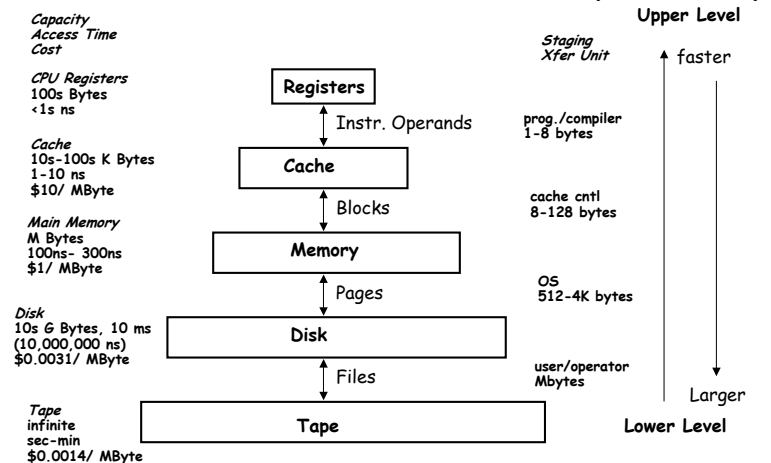 Upper Level
Capacity
Access Time
Cost
Staging
Xfer Unit
faster
CPU Registers
100s Bytes
<1s ns
Registers
Instr. Operands
prog./compiler
1-8 bytes
Cache
10s-100s K Bytes
1-10 ns
$10/ MByte
Cache
Blocks
cache cntl
8-128 bytes
Main Memory
M Bytes
100ns- 300ns
$1/ MByte
Memory
Pages
OS
512-4K bytes
Disk
10s G Bytes, 10 ms
(10,000,000 ns)
$0.0031/ MByte
Disk
Files
user/operator
Mbytes
Larger
Tape
infinite
sec-min
$0.0014/ MByte
Tape
Lower Level